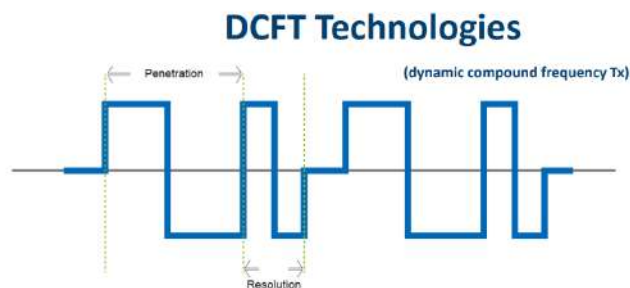 DCFT Technologies
(dynamic compound frequency Tx)
Penetration
Resolution